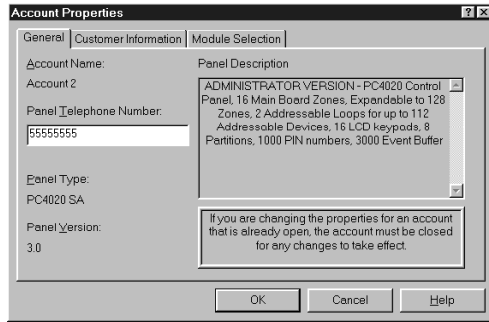 Account Properties
General Customer Information Module Selection
Account Name:
Account 2
Panel Telephone Number:
55555555
Panel Type:
PC4020 SA
Panel Version:
3.0
Panel Description
ADMINISTRATOR VERSION - PC4020 Control
Panel, 16 Main Board Zones, Expandable to 128
Zones, 2 Addressable Loops for up to 112
Addressable Devices, 16 LCD keypads, 8
Partitions, 1000 PIN numbers, 3000 Event Buffer
If you are changing the properties for an account
that is already open, the account must be closed
for any changes to take effect.
OK Cancel Help